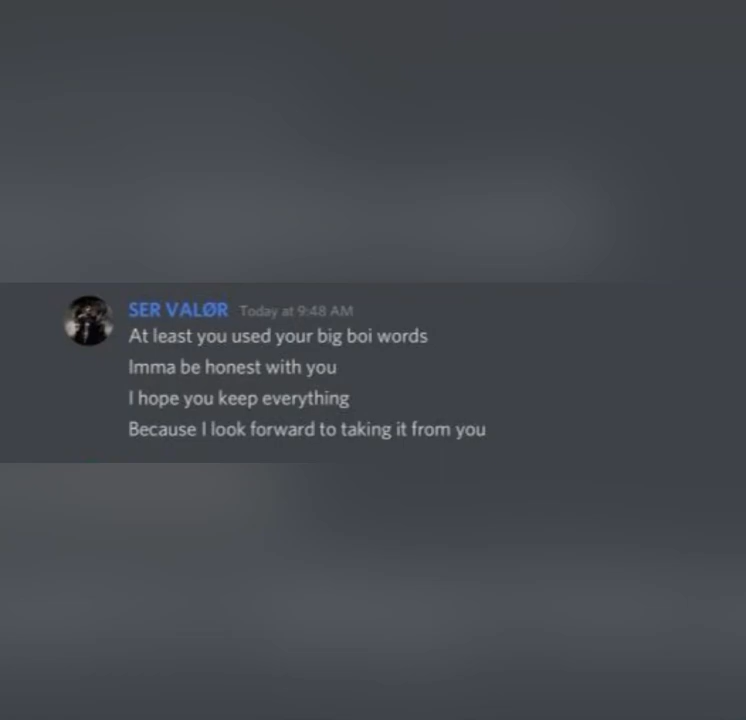 SER VALØR Today at 9:48 AM
At least you used your big boi words
Imma be honest with you
I hope you keep everything
Because I look forward to taking it from you